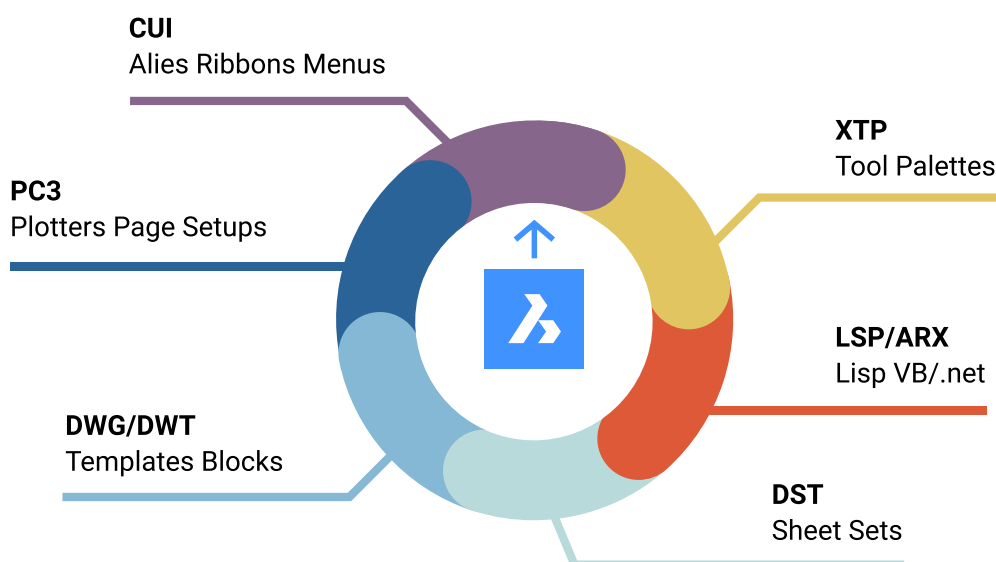 CUI
Alies Ribbons Menus
XTP
Tool Palettes
PC3
Plotters Page Setups
LSP/ARX
Lisp VB/.net
DWG/DWT
Templates Blocks
DST
Sheet Sets